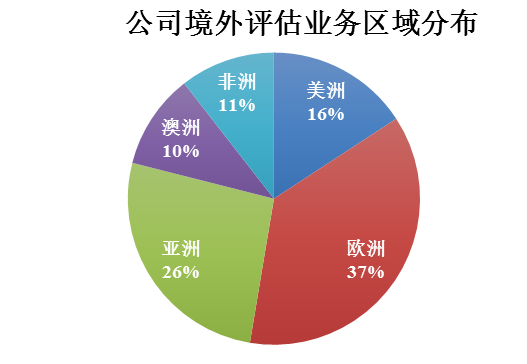 公司境外评估业务区域分布
美洲
16%
欧洲
37%
亚洲
26%
澳洲
10%
非洲
11%